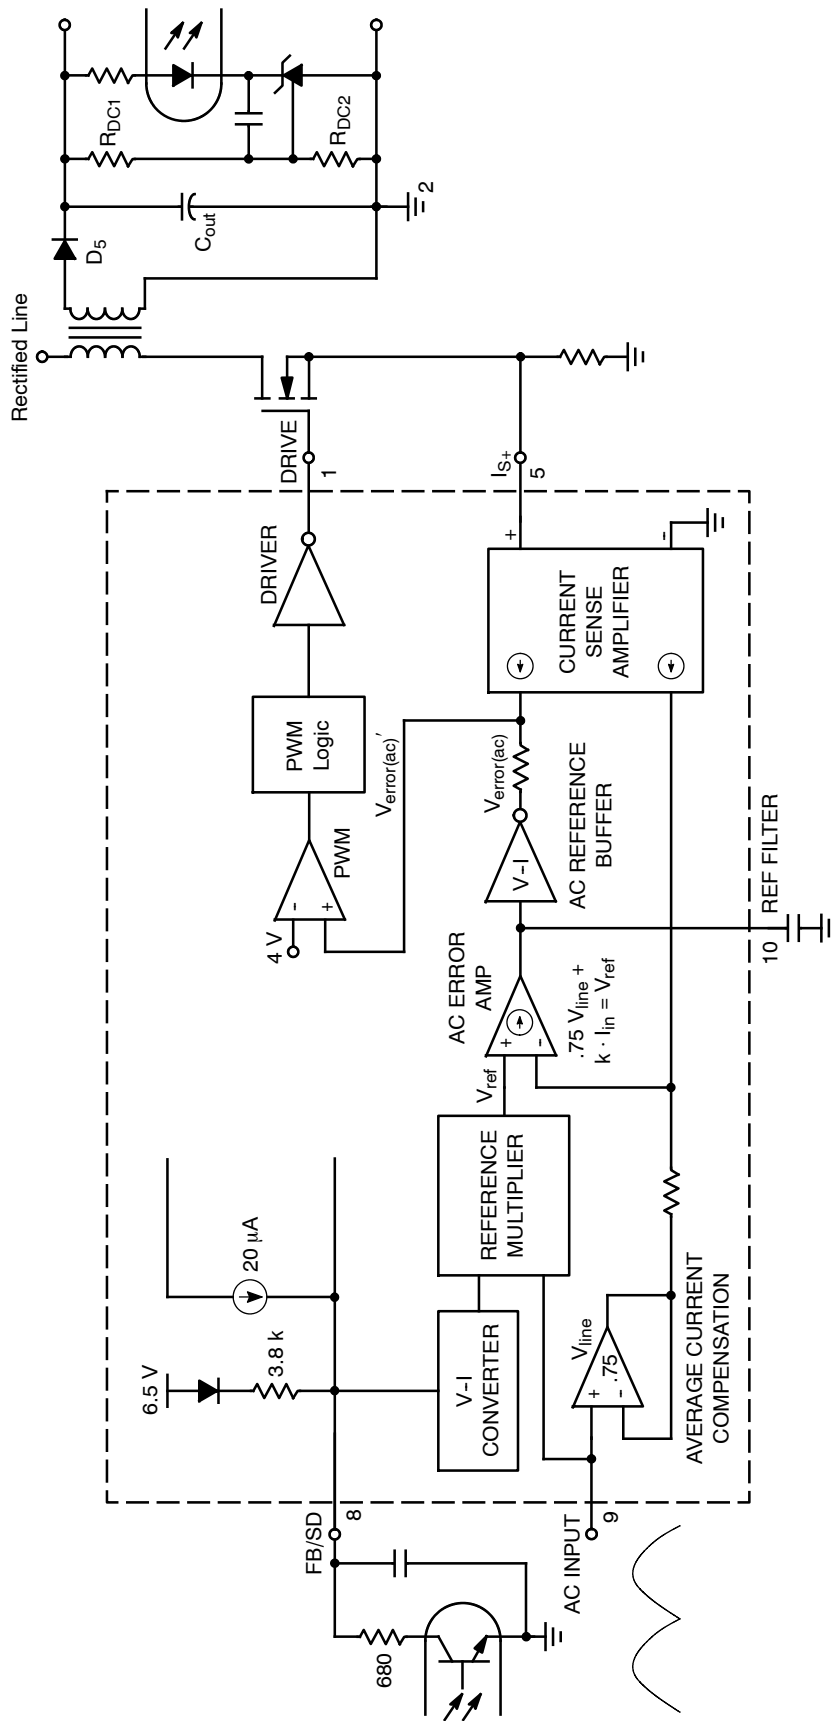 6.5 V
20 μA
3.8 k
FB/SD
8
680
V-I
CONVERTER
REFERENCE
MULTIPLIER
AC INPUT
9
+
-
.75
Vline
AVERAGE CURRENT
COMPENSATION
Vref
+
-
AC ERROR
AMP
.75 Vline +
k · Iin = Vref
10
REF FILTER
V-I
AC REFERENCE
BUFFER
Verror(ac)
Verror(ac)′
4 V
-
+
PWM
PWM
Logic
DRIVER
DRIVE
1
CURRENT
SENSE
AMPLIFIER
+
-
IS+
5
Rectified Line
D5
Cout
2
RDC1
RDC2